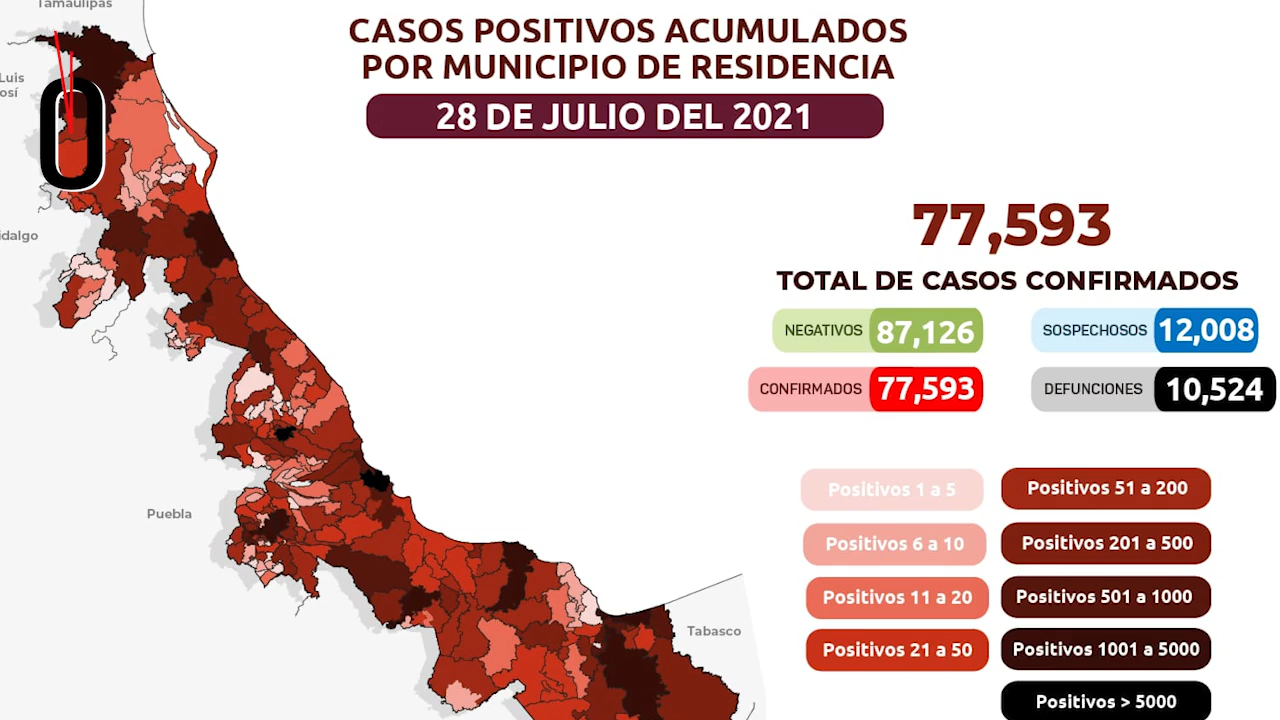 Tamaulipas
CASOS POSITIVOS ACUMULADOS
POR MUNICIPIO DE RESIDENCIA
28 DE JULIO DEL 2021
Luis
osí
0
idalgo
Puebla
Tabasco
77,593
TOTAL DE CASOS CONFIRMADOS
NEGATIVOS 87,126
SOSPECHOSOS 12,008
CONFIRMADOS 77,593
DEFUNCIONES 10,524
Positivos 1 a 5
Positivos 51 a 200
Positivos 6 a 10
Positivos 201 a 500
Positivos 11 a 20
Positivos 501 a 1000
Positivos 21 a 50
Positivos 1001 a 5000
Positivos > 5000